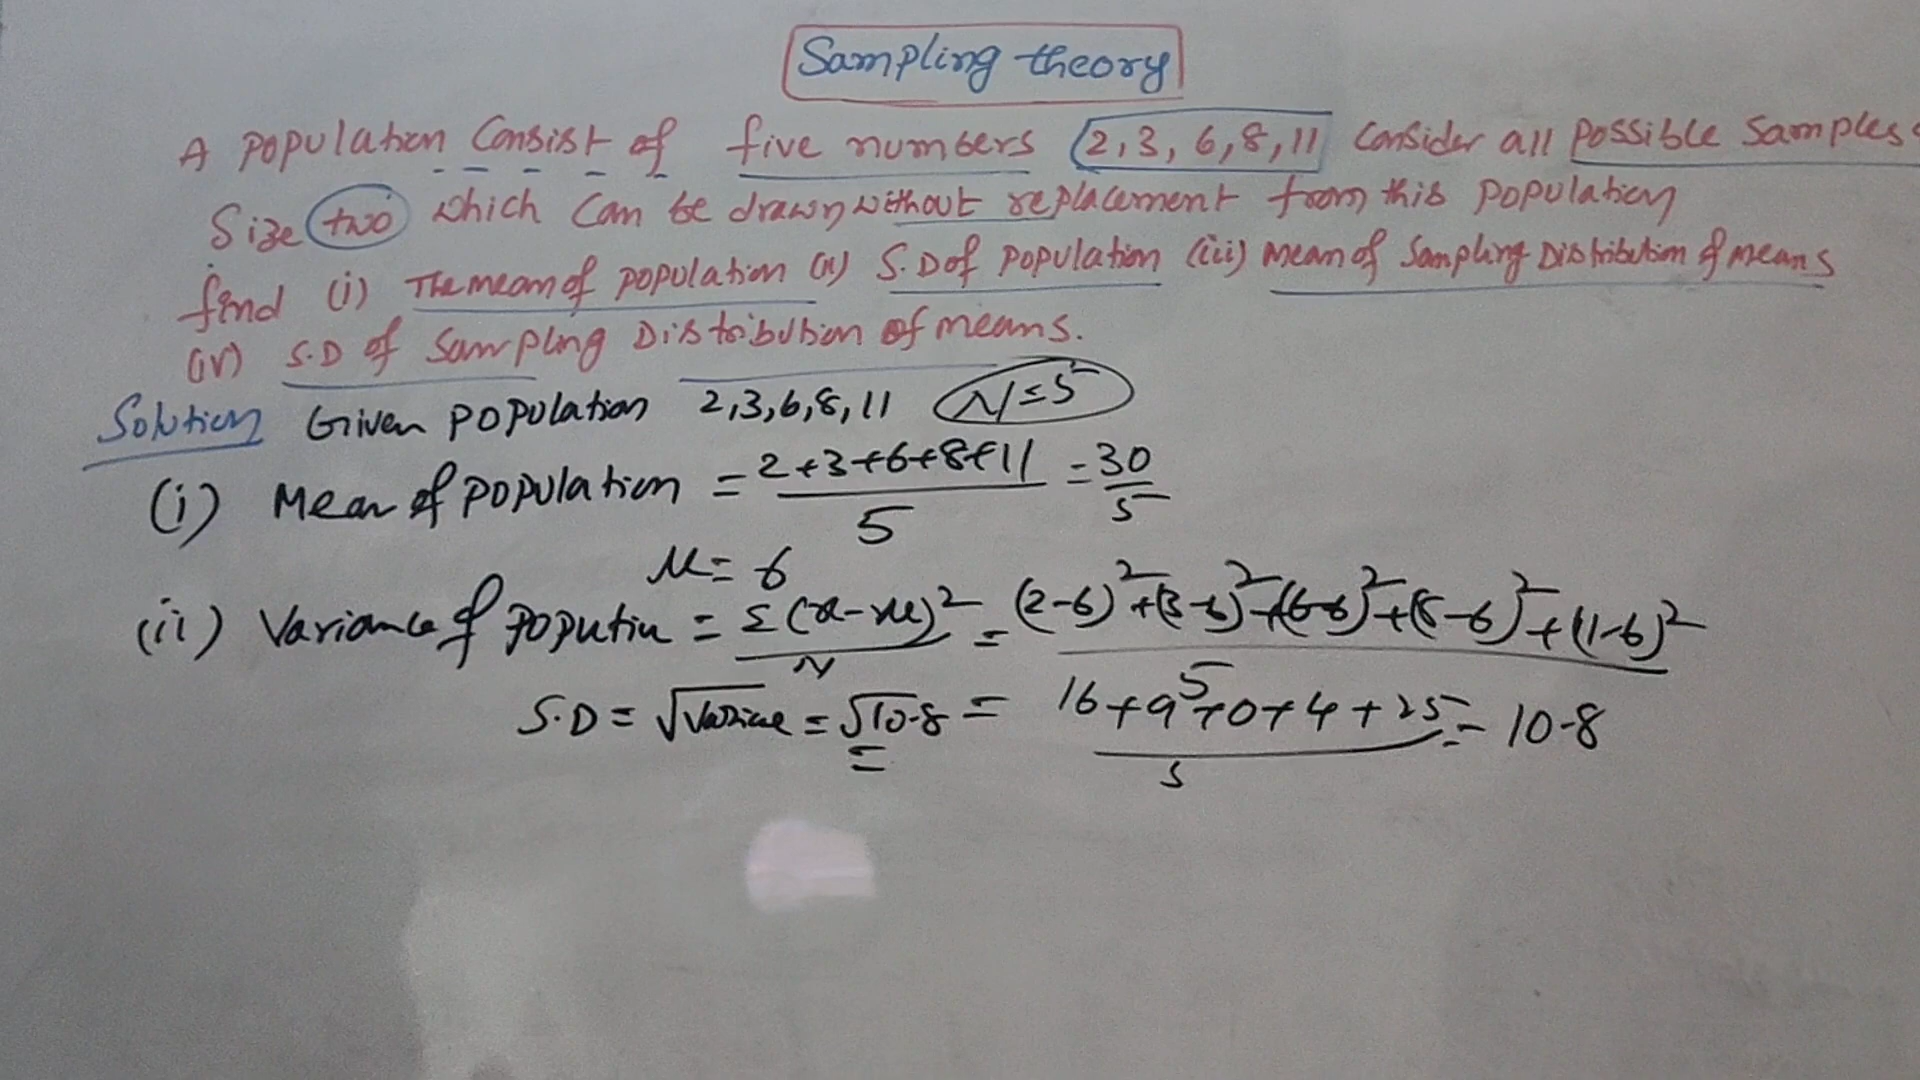 Sampling theory
A population Consist of five numbers (2,3,6,8,11 Consider all possible samples
Size two which can be drawn without replacement from this population
find (i) The mean of population (ii) S.D of population (iii) mean of Sampling Distribution of means
(iv) S.D of Sampling Distribution of means.
Solution Given population 2,3,6,8,11 N=5
(i) Mean of population = 2+3+6+8+11 / 5 = 30 / 5
μ = 6
(ii) Variance of poputin = Σ(x-μ)² / N = (2-6)²+(3-6)²+(6-6)²+(8-6)²+(11-6)² / 5
S.D = √Varince = √10.8 = 16+9+0+4+25 / 5 = 10.8